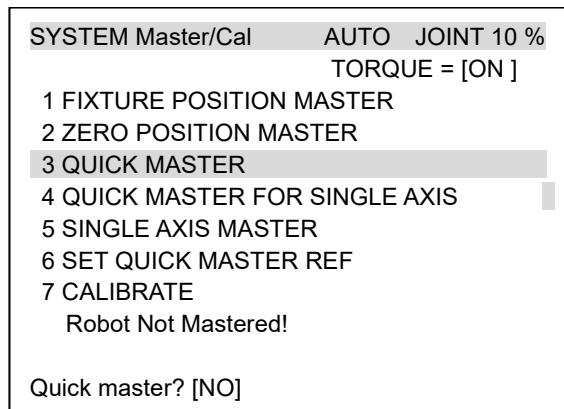 SYSTEM Master/Cal AUTO JOINT 10 %
TORQUE = [ON ]
1 FIXTURE POSITION MASTER
2 ZERO POSITION MASTER
3 QUICK MASTER
4 QUICK MASTER FOR SINGLE AXIS
5 SINGLE AXIS MASTER
6 SET QUICK MASTER REF
7 CALIBRATE
Robot Not Mastered!
Quick master? [NO]